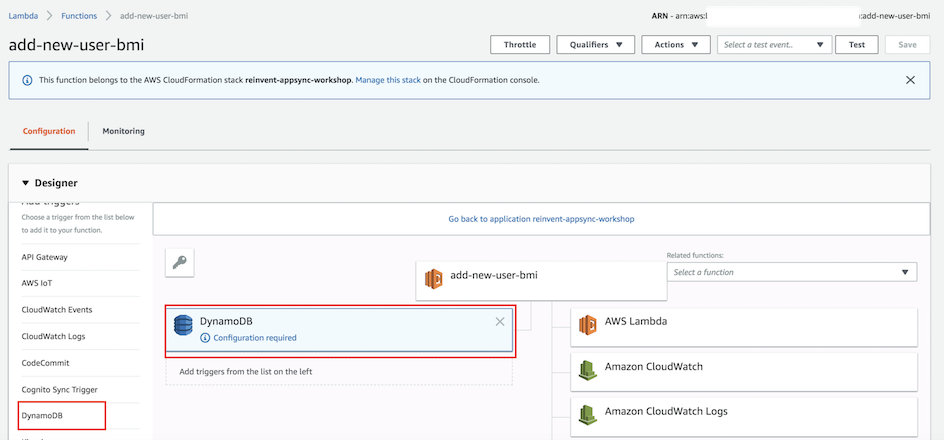 Lambda Functions add-new-user-bmi
ARN - arn:aws:l :add-new-user-bmi
add-new-user-bmi
Throttle Qualifiers Actions Select a test event.. Test Save
This function belongs to the AWS CloudFormation stack reinvent-appsync-workshop. Manage this stack on the CloudFormation console.
Configuration Monitoring
Designer
Add triggers
Choose a trigger from the list below
to add it to your function.
Go back to application reinvent-appsync-workshop
API Gateway
AWS IoT
CloudWatch Events
CloudWatch Logs
CodeCommit
Cognito Sync Trigger
DynamoDB
add-new-user-bmi
Related functions:
Select a function
DynamoDB
Configuration required
Add triggers from the list on the left
AWS Lambda
Amazon CloudWatch
Amazon CloudWatch Logs